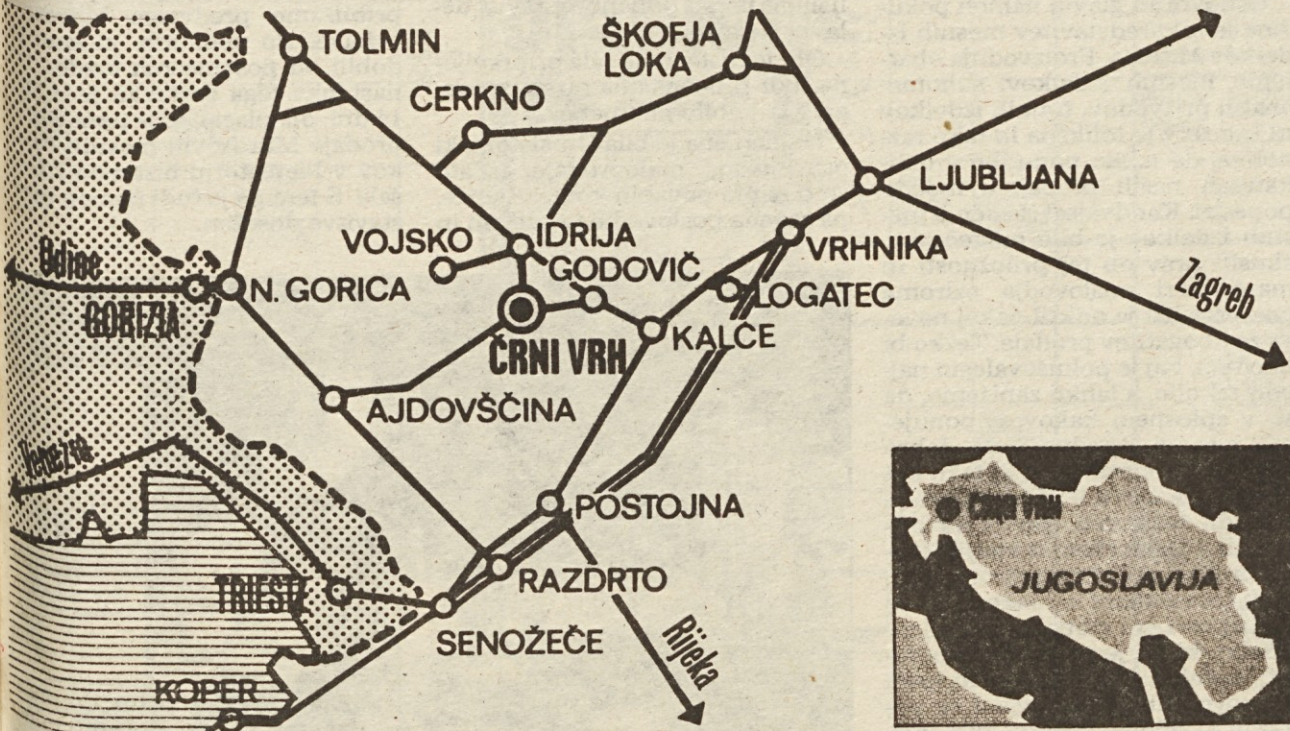 TOLMIN
ŠKOFJA
LOKA
CERKNO
LJUBLJANA
VOJSKO
IDRIJA
VRHNIKA
Udine
GODOVIČ
N. GORICA
LOGATEC
Zagreb
GORIZIA
KALCE
ČRNI VRH
AJDOVŠČINA
Venezia
POSTOJNA
ČRNI VRH
RAZDRTO
JUGOSLAVIJA
TRIESTE
SENOŽEČE
Rijeka
KOPER